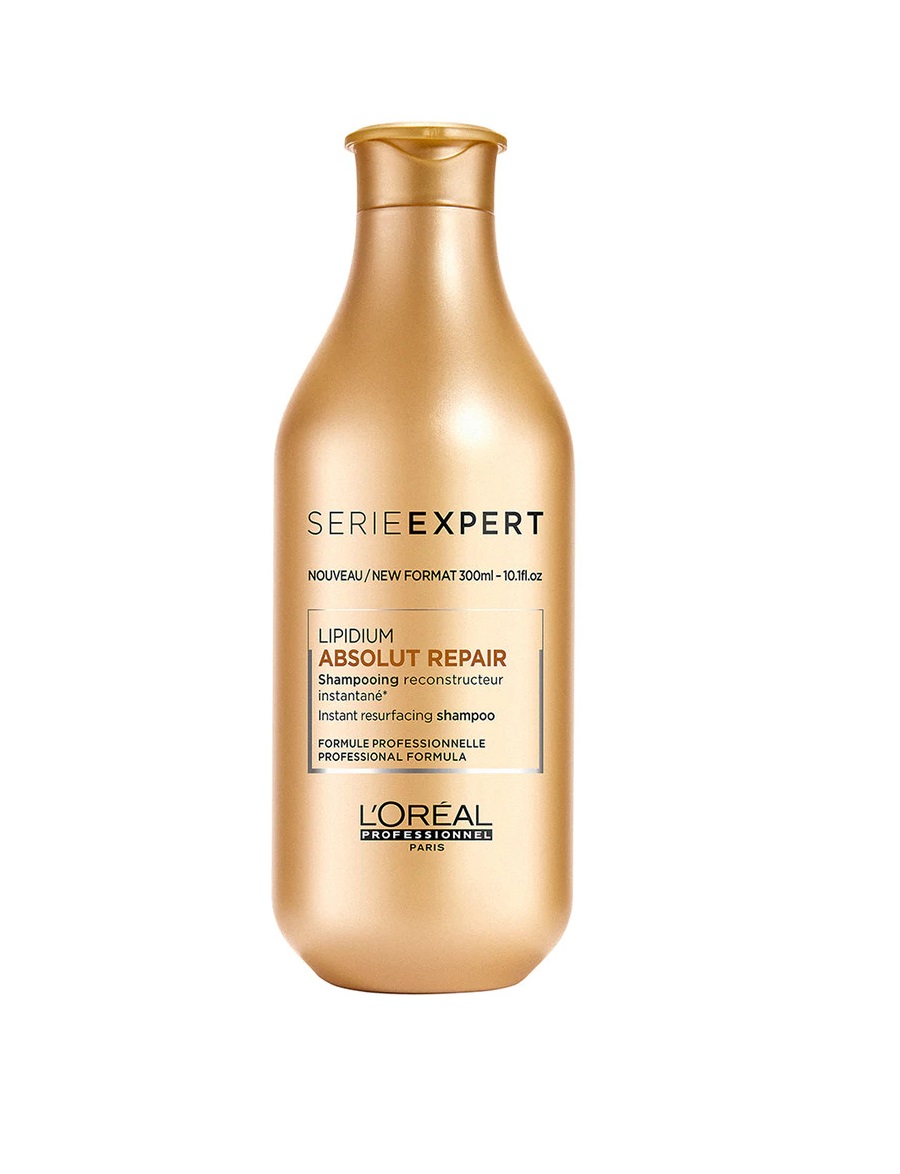 SERIEEXPERT
NOUVEAU / NEW FORMAT 300ml - 10.1fl.oz
LIPIDIUM
ABSOLUT REPAIR
Shampooing reconstructeur
instantané*
Instant resurfacing shampoo
FORMULE PROFESSIONNELLE
PROFESSIONAL FORMULA
L'ORÉAL
PROFESSIONNEL
PARIS